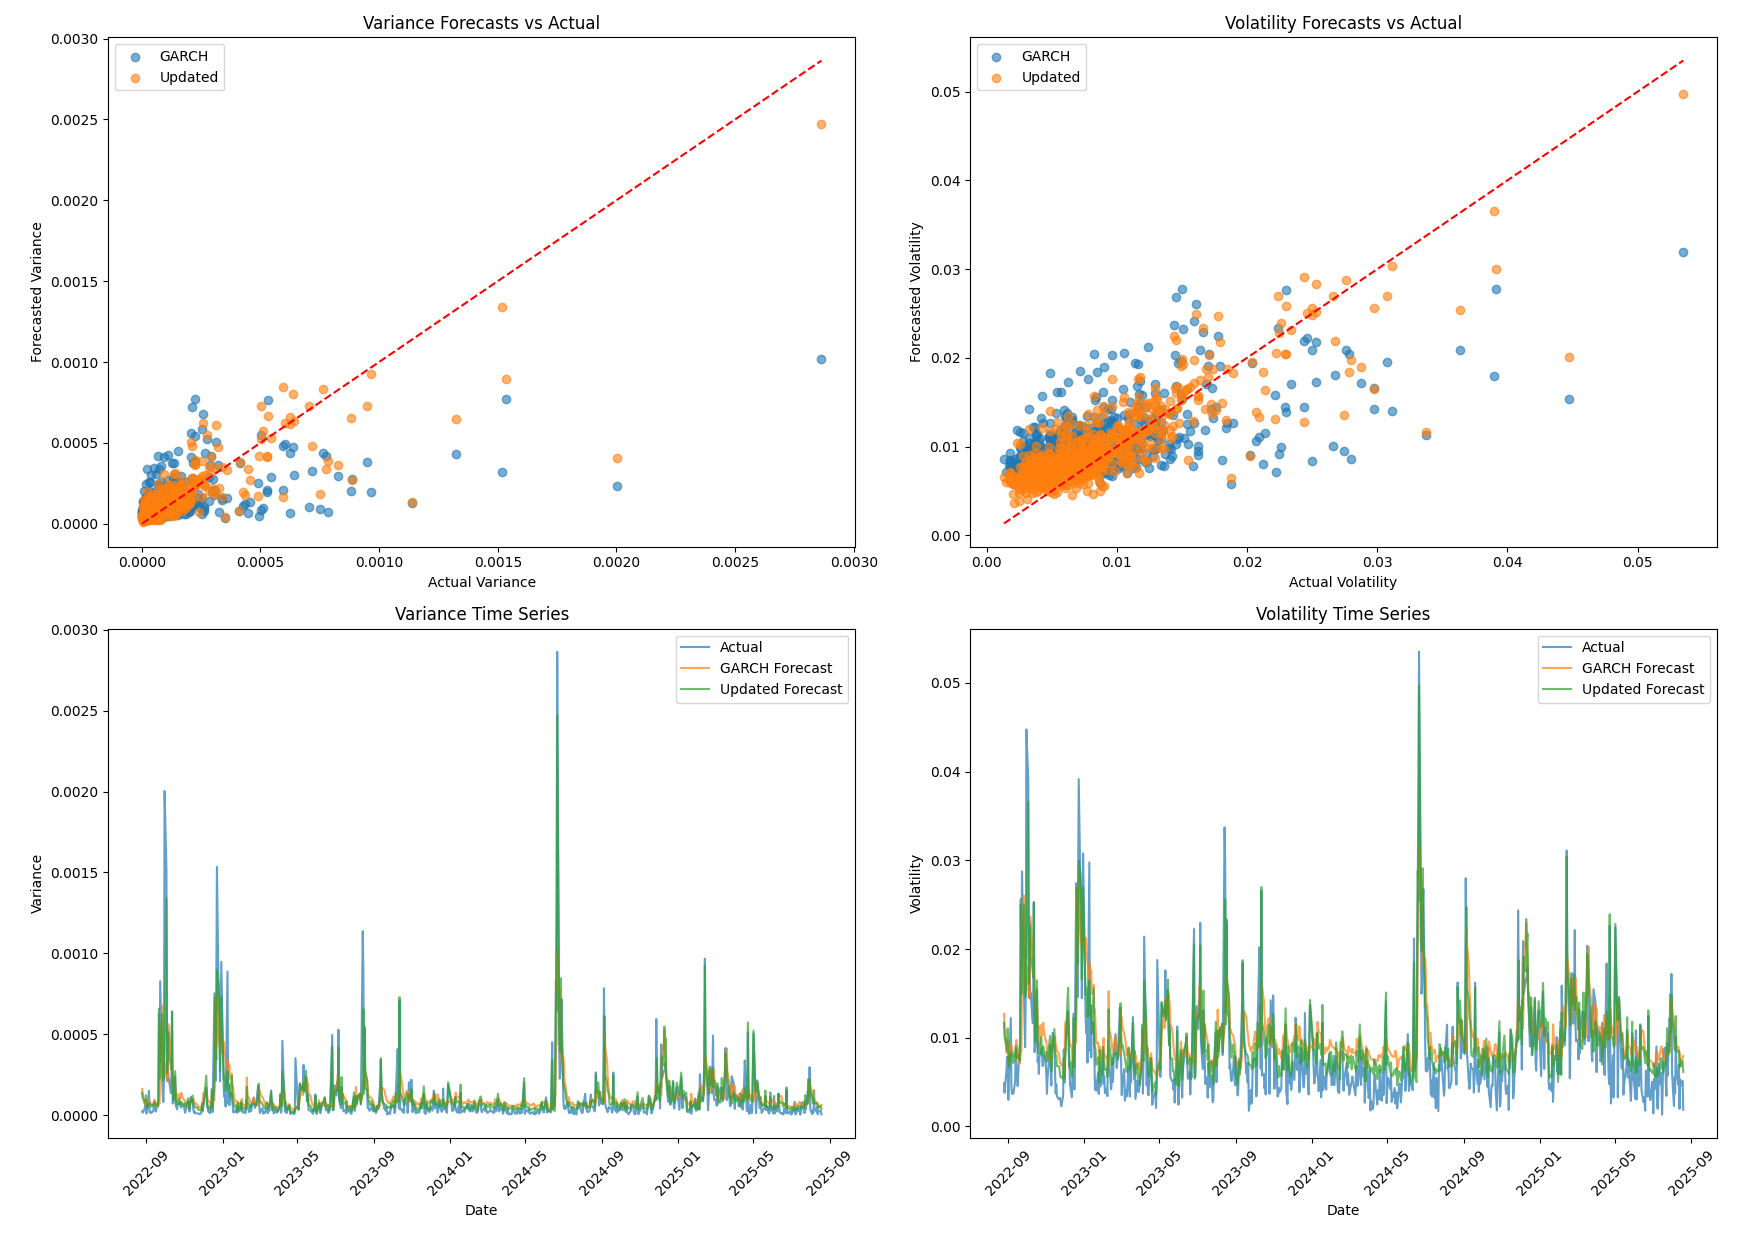 Variance Forecasts vs Actual
GARCH
Updated
0.0030
0.0025
0.0020
0.0015
0.0010
0.0005
0.0000
Forecasted Variance
0.0000 0.0005 0.0010 0.0015 0.0020 0.0025 0.0030
Actual Variance
Volatility Forecasts vs Actual
GARCH
Updated
0.05
0.04
0.03
0.02
0.01
0.00
Forecasted Volatility
0.00 0.01 0.02 0.03 0.04 0.05
Actual Volatility
Variance Time Series
Actual
GARCH Forecast
Updated Forecast
0.0030
0.0025
0.0020
0.0015
0.0010
0.0005
0.0000
Variance
2022-09 2023-01 2023-05 2023-09 2024-01 2024-05 2024-09 2025-01 2025-05 2025-09
Date
Volatility Time Series
Actual
GARCH Forecast
Updated Forecast
0.05
0.04
0.03
0.02
0.01
0.00
Volatility
2022-09 2023-01 2023-05 2023-09 2024-01 2024-05 2024-09 2025-01 2025-05 2025-09
Date